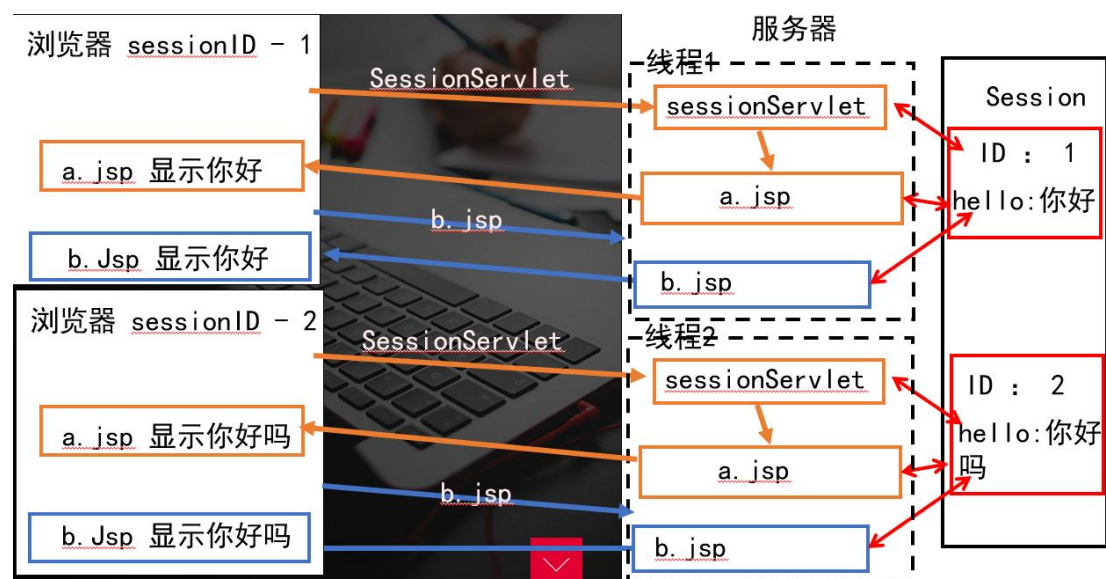 服务器
浏览器 sessionID - 1
SessionServlet
线程1
sessionServlet
Session
ID : 1
hello:你好
a. jsp 显示你好
a. jsp
b. jsp
b. Jsp 显示你好
b. jsp
浏览器 sessionID - 2
SessionServlet
线程2
sessionServlet
ID : 2
hello:你好
吗
a. jsp 显示你好吗
a. jsp
b. jsp
b. Jsp 显示你好吗
b. jsp